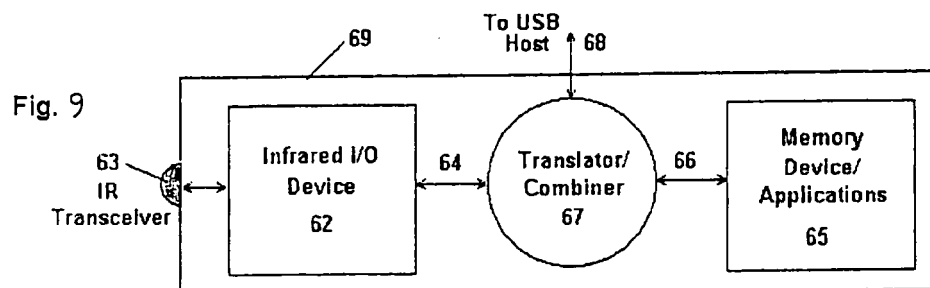 Fig. 9
69
To USB
Host
68
63
IR
Transceiver
Infrared I/O
Device
62
64
Translator/
Combiner
67
66
Memory
Device/
Applications
65